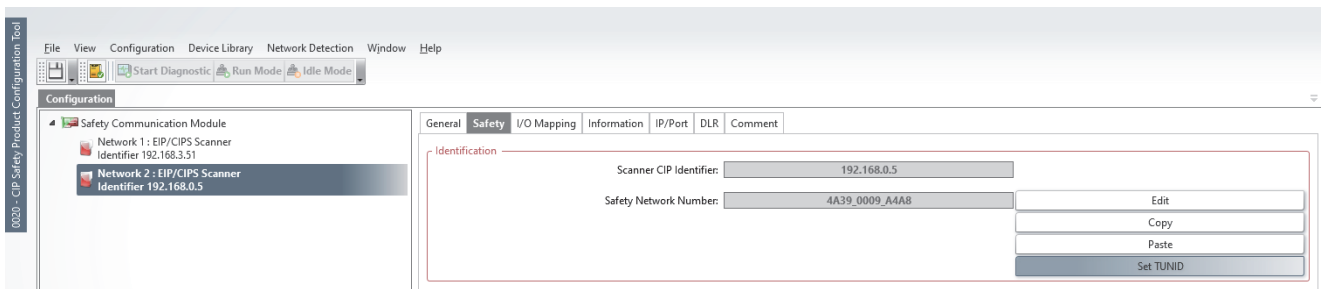 0020 - CIP Safety Product Configuration Tool
File View Configuration Device Library Network Detection Window Help
Start Diagnostic Run Mode Idle Mode
Configuration
Safety Communication Module
Network 1 : EIP/CIPS Scanner
Identifier 192.168.3.51
Network 2 : EIP/CIPS Scanner
Identifier 192.168.0.5
General Safety I/O Mapping Information IP/Port DLR Comment
Identification
Scanner CIP Identifier: 192.168.0.5
Safety Network Number: 4A39_0009_A4A8 Edit
Copy
Paste
Set TUNID